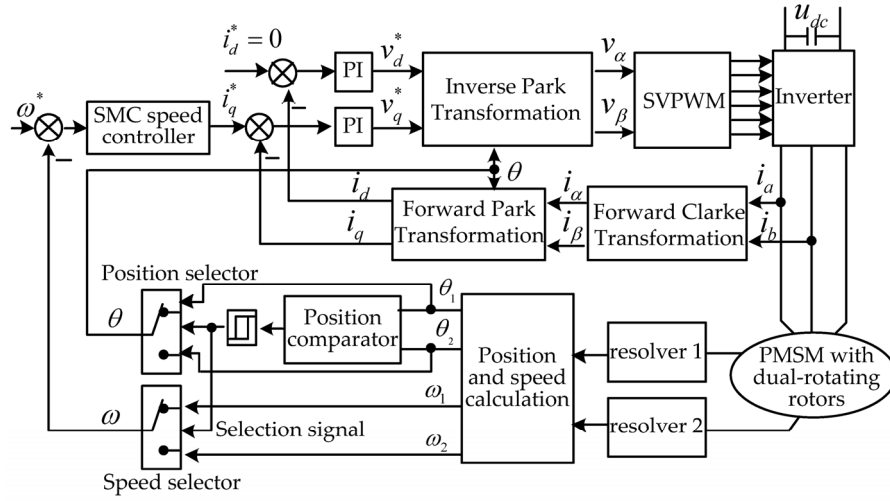 u_dc
i_d^* = 0
v_d^*
v_α
PI
Inverse Park
Transformation
SVPWM
Inverter
ω^*
SMC speed
controller
i_q^*
PI
v_q^*
v_β
θ
i_d
i_q
Forward Park
Transformation
i_α
i_β
Forward Clarke
Transformation
i_a
i_b
Position selector
θ
θ_1
Position
comparator
θ_2
Position
and speed
calculation
resolver 1
resolver 2
PMSM with
dual-rotating
rotors
ω
ω_1
Selection signal
ω_2
Speed selector